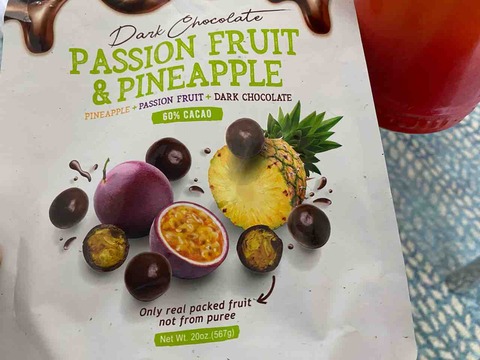 Dark Chocolate
PASSION FRUIT
& PINEAPPLE
PINEAPPLE + PASSION FRUIT + DARK CHOCOLATE
60% CACAO
Only real packed fruit
not from puree
Net Wt. 20oz (567g)